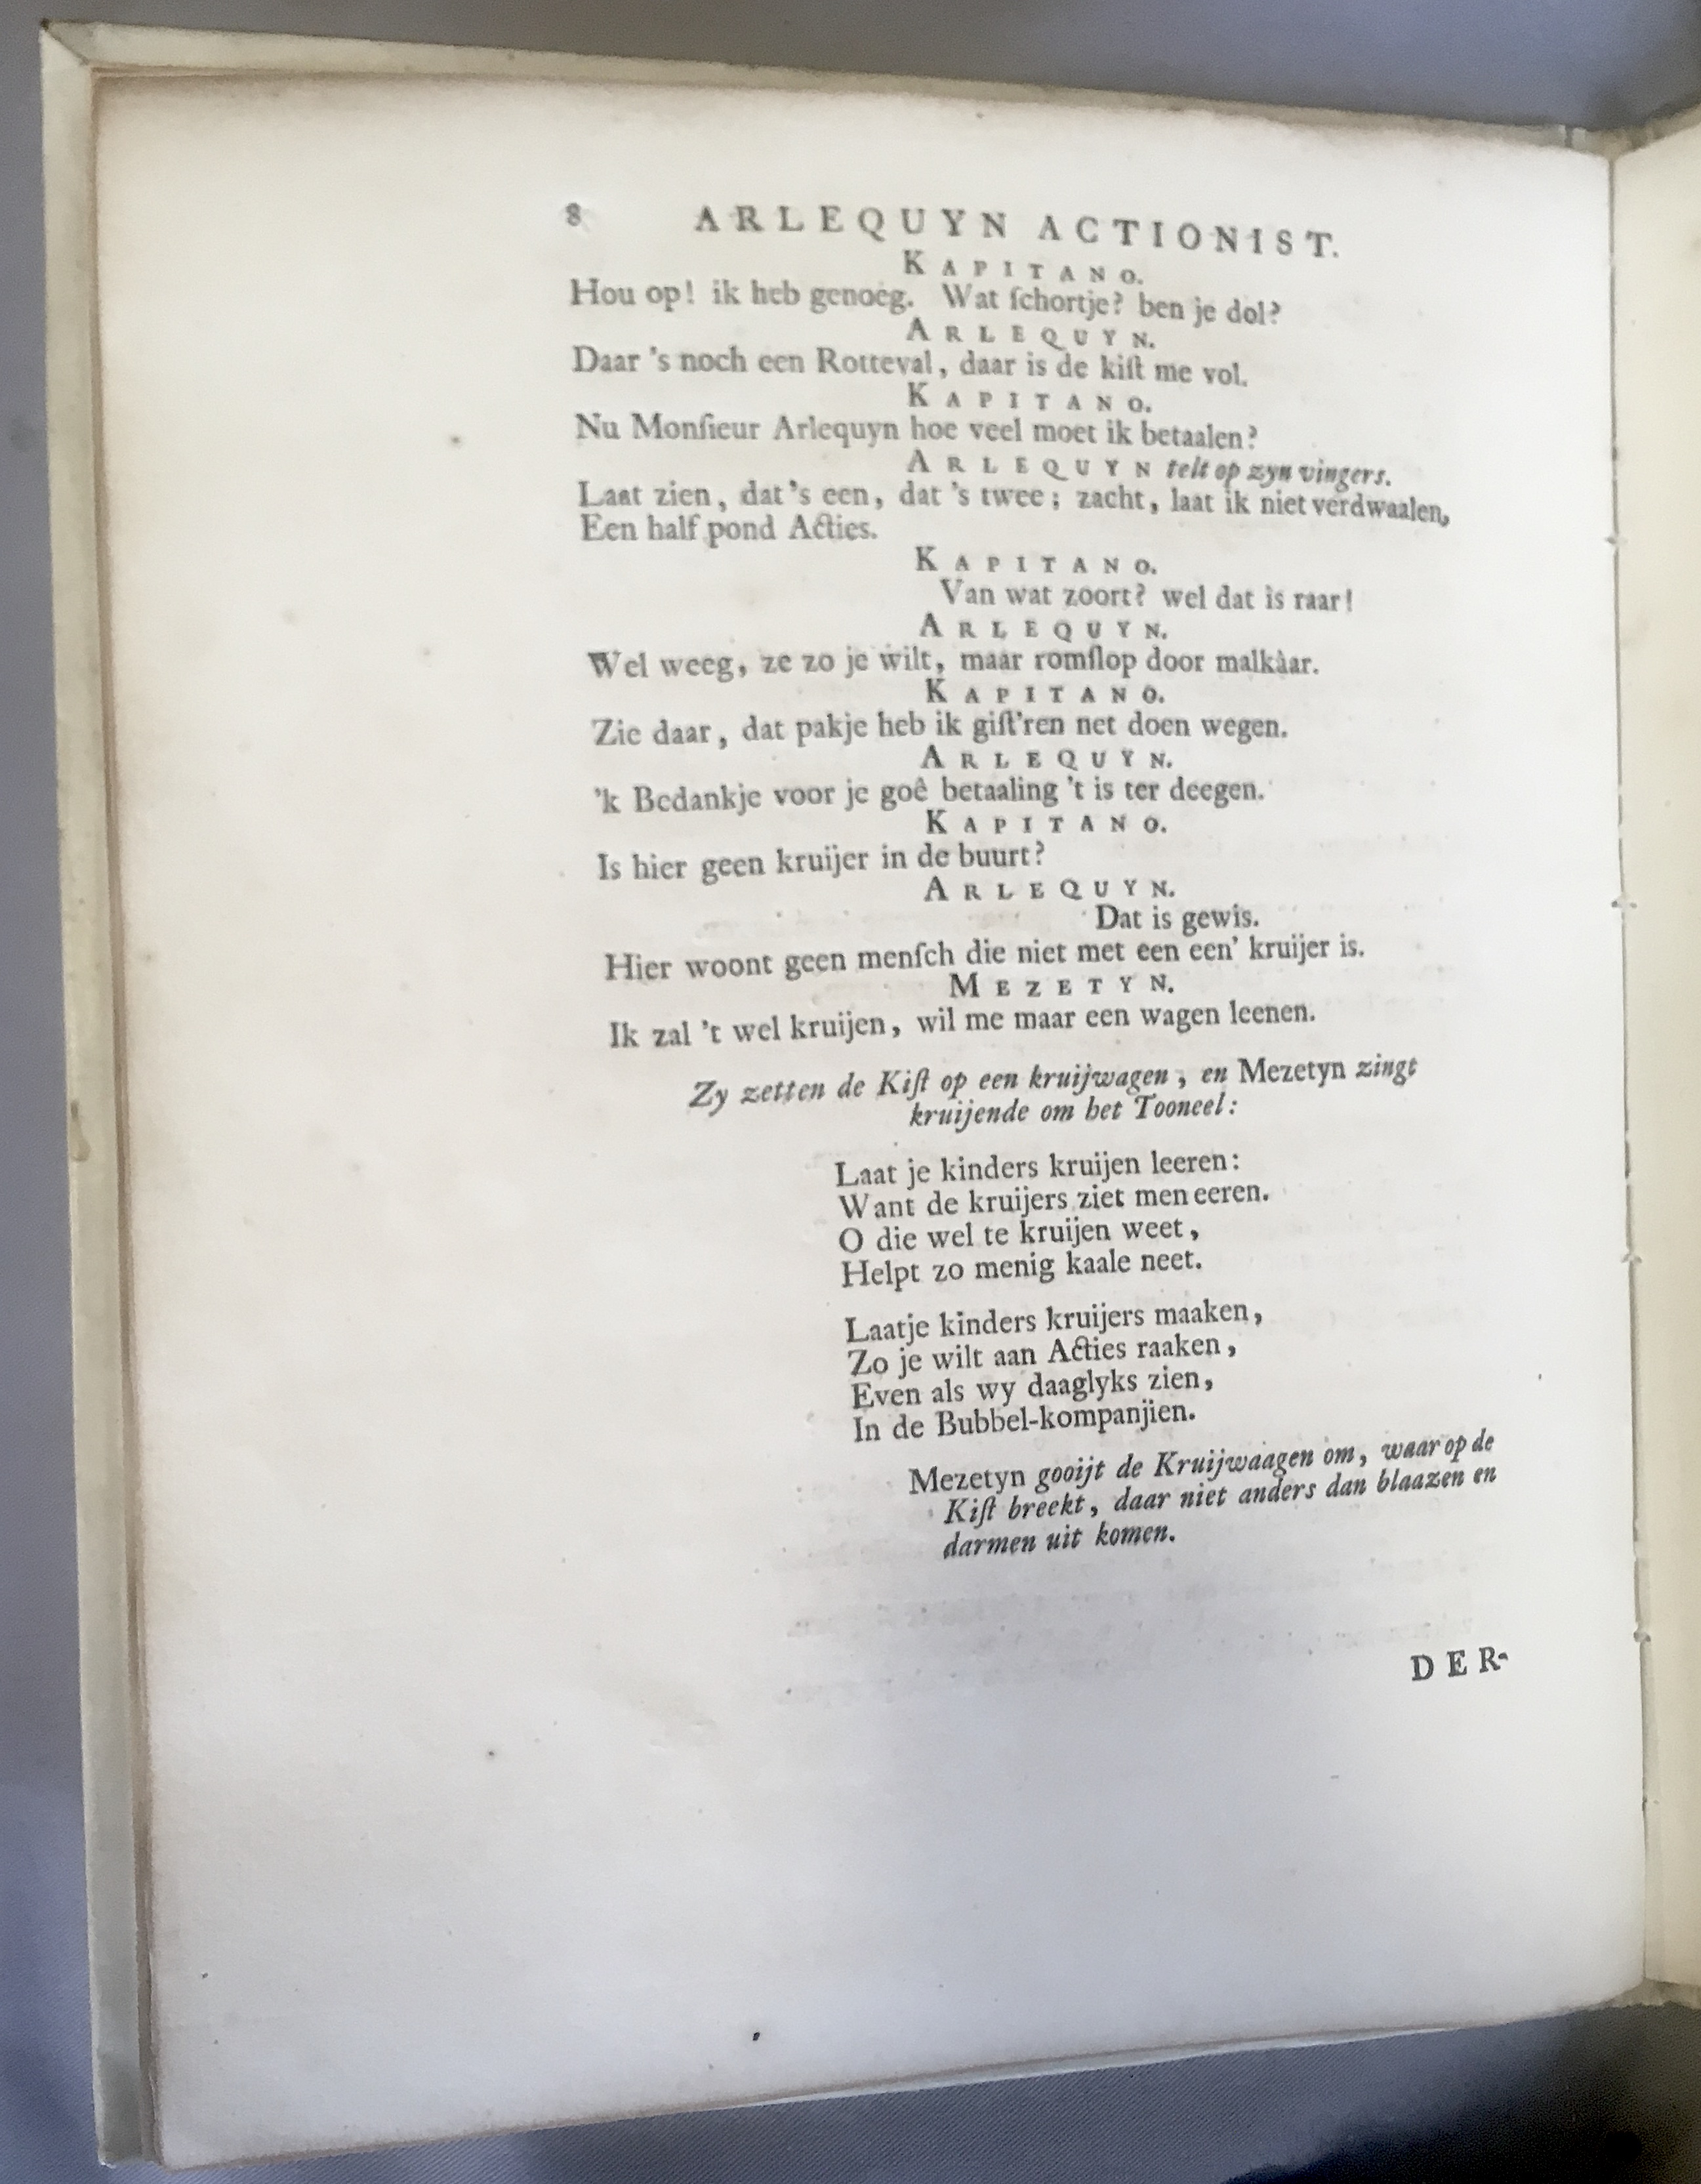 8 ARLEQUYN ACTIONIST.
KAPITANO.
Hou op! ik heb genoeg. Wat ſchortje? ben je dol?
ARLEQUYN.
Daar 's noch een Rotteval, daar is de kiſt me vol.
KAPITANO.
Nu Monſieur Arlequyn hoe veel moet ik betaalen?
ARLEQUYN telt op zyn vingers.
Laat zien, dat 's een, dat 's twee; zacht, laat ik niet verdwaalen,
Een half pond Acties.
KAPITANO.
Van wat zoort? wel dat is raar!
ARLEQUYN.
Wel weeg, ze zo je wilt, maar romſlop door malkàar.
KAPITANO.
Zie daar, dat pakje heb ik giſt'ren net doen wegen.
ARLEQUYN.
'k Bedankje voor je goê betaaling 't is ter deegen.
KAPITANO.
Is hier geen kruijer in de buurt?
ARLEQUYN.
Dat is gewis.
Hier woont geen menſch die niet met een een' kruijer is.
MEZETYN.
Ik zal 't wel kruijen, wil me maar een wagen leenen.
Zy zetten de Kiſt op een kruijwagen, en Mezetyn zingt
kruijende om het Tooneel:
Laat je kinders kruijen leeren:
Want de kruijers ziet men eeren.
O die wel te kruijen weet,
Helpt zo menig kaale neet.
Laatje kinders kruijers maaken,
Zo je wilt aan Acties raaken,
Even als wy daaglyks zien,
In de Bubbel-kompanjien.
Mezetyn gooijt de Kruijwaagen om, waar op de
Kiſt breekt, daar niet anders dan blaazen en
darmen uit komen.
DER-